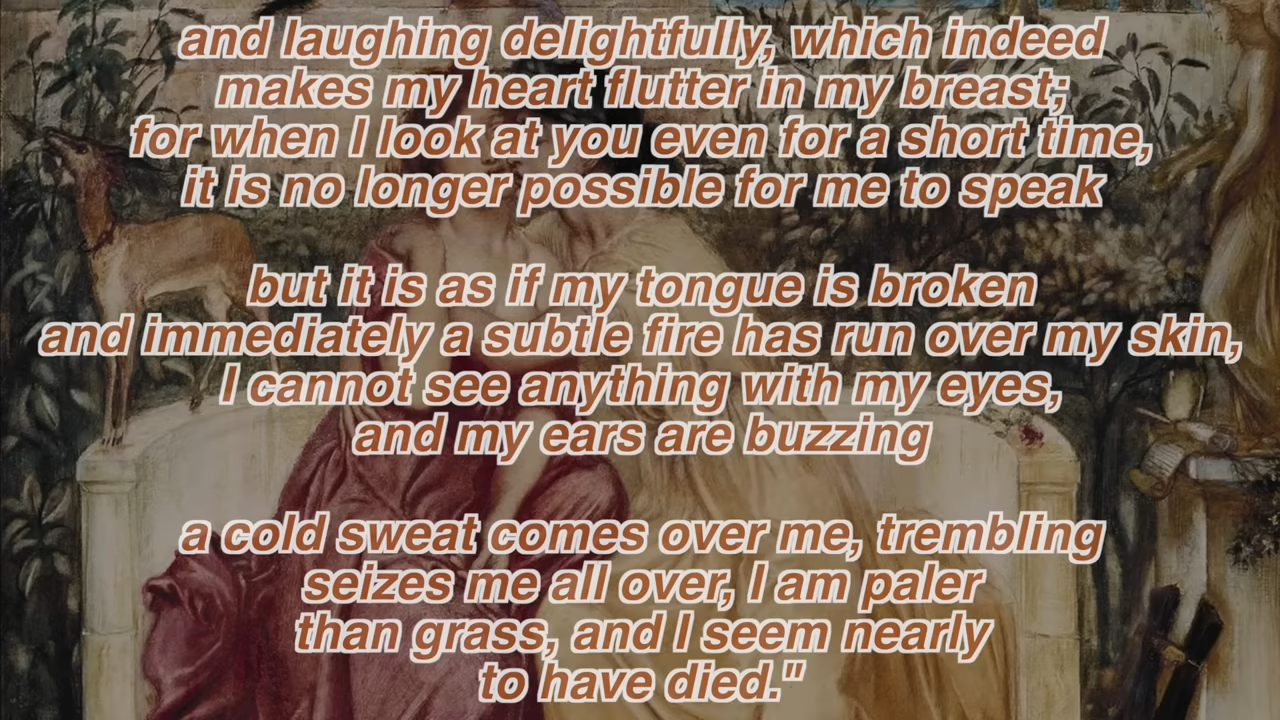 and laughing delightfully, which indeed
makes my heart flutter in my breast;
for when I look at you even for a short time,
it is no longer possible for me to speak
but it is as if my tongue is broken
and immediately a subtle fire has run over my skin,
I cannot see anything with my eyes,
and my ears are buzzing
a cold sweat comes over me, trembling
seizes me all over, I am paler
than grass, and I seem nearly
to have died."